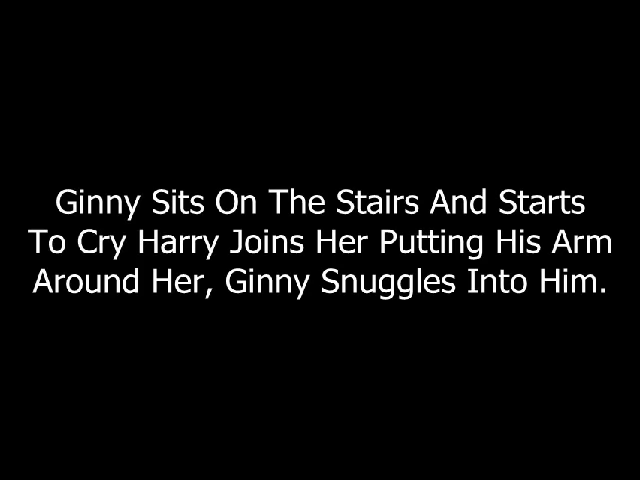 Ginny Sits On The Stairs And Starts
To Cry Harry Joins Her Putting His Arm
Around Her, Ginny Snuggles Into Him.